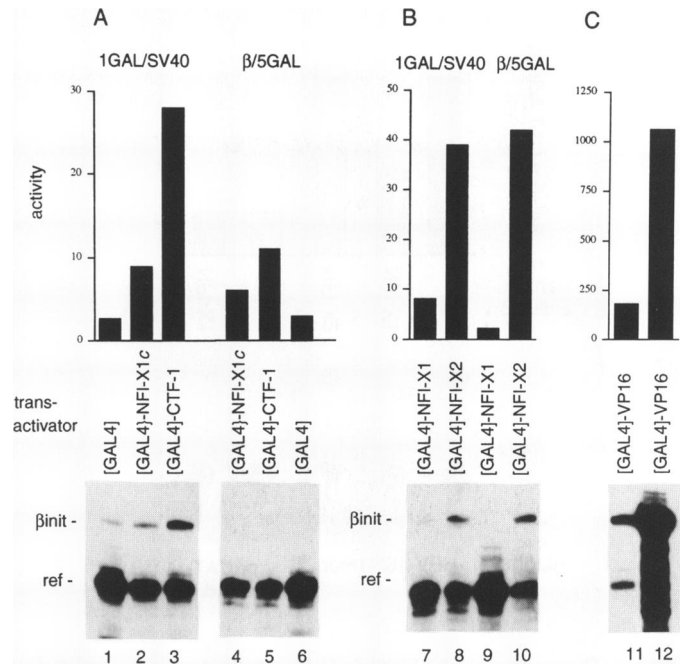 A
B
C
1GAL/SV40
β/5GAL
1GAL/SV40
β/5GAL
activity
30
20
10
0
50
40
30
20
10
0
1250
1000
750
500
250
0
trans-
activator
[GAL4]
[GAL4]-NFI-X1c
[GAL4]-CTF-1
[GAL4]-NFI-X1c
[GAL4]-CTF-1
[GAL4]
[GAL4]-NFI-X1
[GAL4]-NFI-X2
[GAL4]-NFI-X1
[GAL4]-NFI-X2
[GAL4]-VP16
[GAL4]-VP16
βinit -
ref -
βinit -
ref -
1 2 3 4 5 6 7 8 9 10 11 12